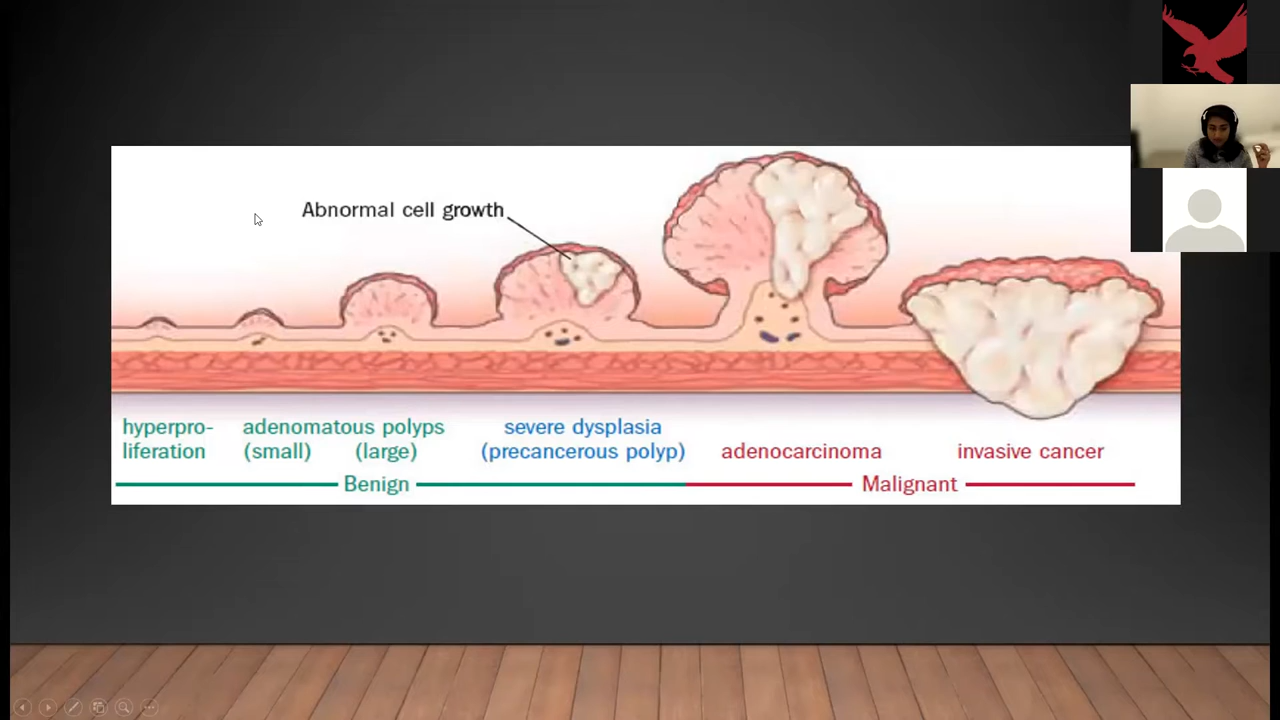 Abnormal cell growth
hyperpro-
liferation
adenomatous polyps
(small) (large)
severe dysplasia
(precancerous polyp)
adenocarcinoma
invasive cancer
Benign
Malignant